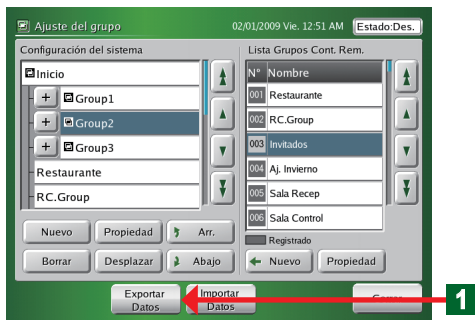 Ajuste del grupo
02/01/2009 Vie. 12:51 AM
Estado:Des.
Configuración del sistema
Inicio
+ Group1
+ Group2
+ Group3
Restaurante
RC.Group
Nuevo
Propiedad
Arr.
Borrar
Desplazar
Abajo
Lista Grupos Cont. Rem.
N° Nombre
001 Restaurante
002 RC.Group
003 Invitados
004 Aj. Invierno
005 Sala Recep
006 Sala Control
Registrado
Nuevo
Propiedad
Exportar
Datos
Importar
Datos
1